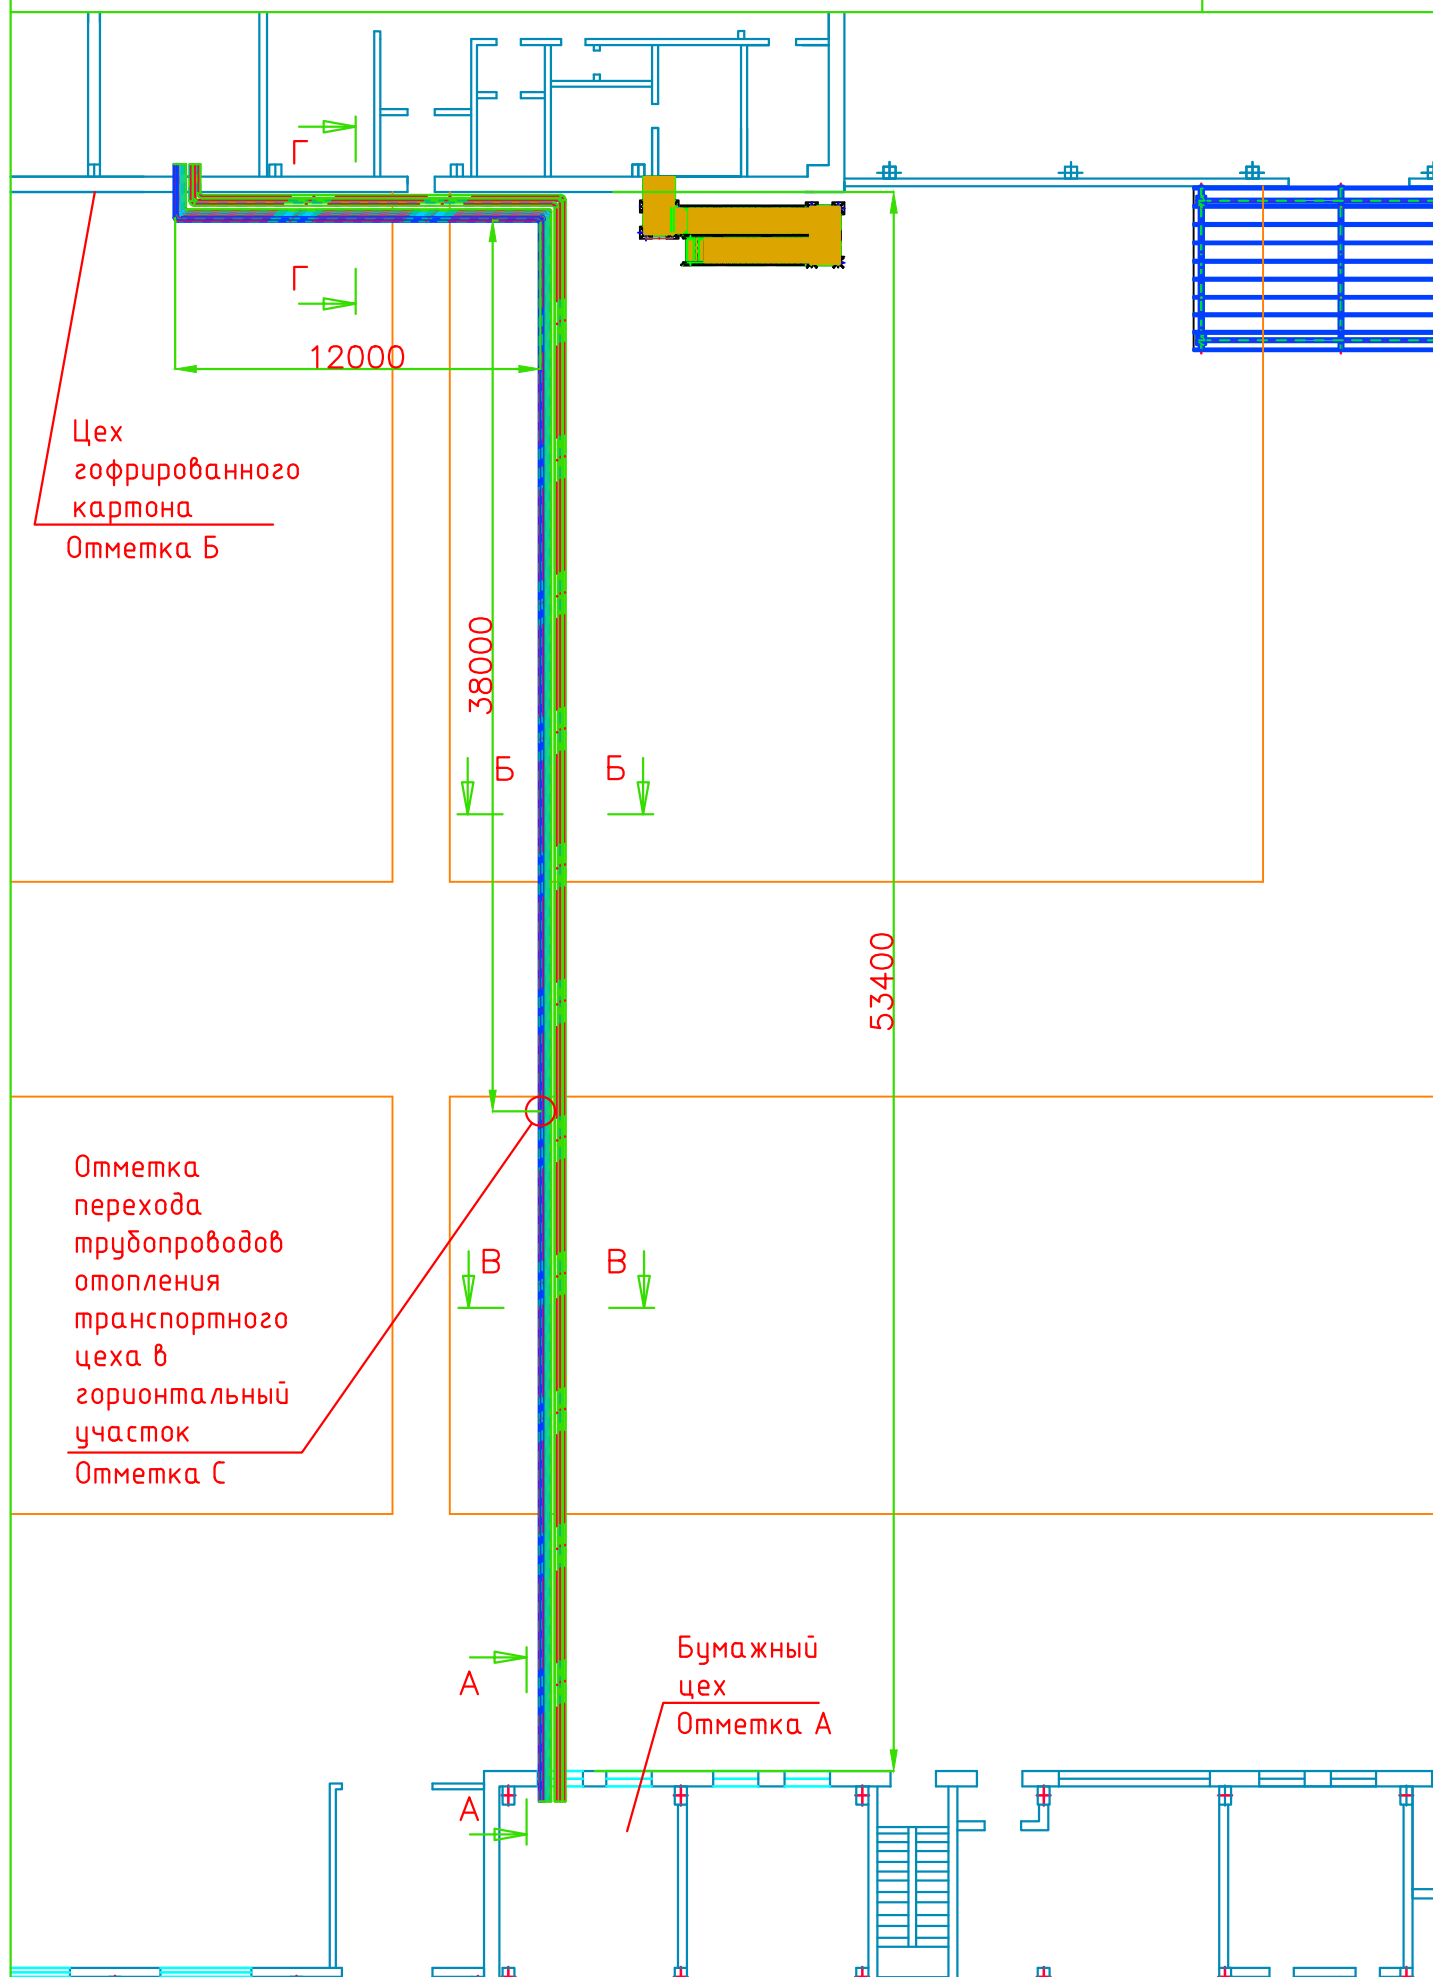 Г
Г
12000
Цех
гофрированного
картона
Отметка Б
38000
Б
Б
53400
Отметка
перехода
трубопроводов
отопления
транспортного
цеха в
горионтальный
участок
Отметка С
В
В
Бумажный
цех
Отметка А
А
А